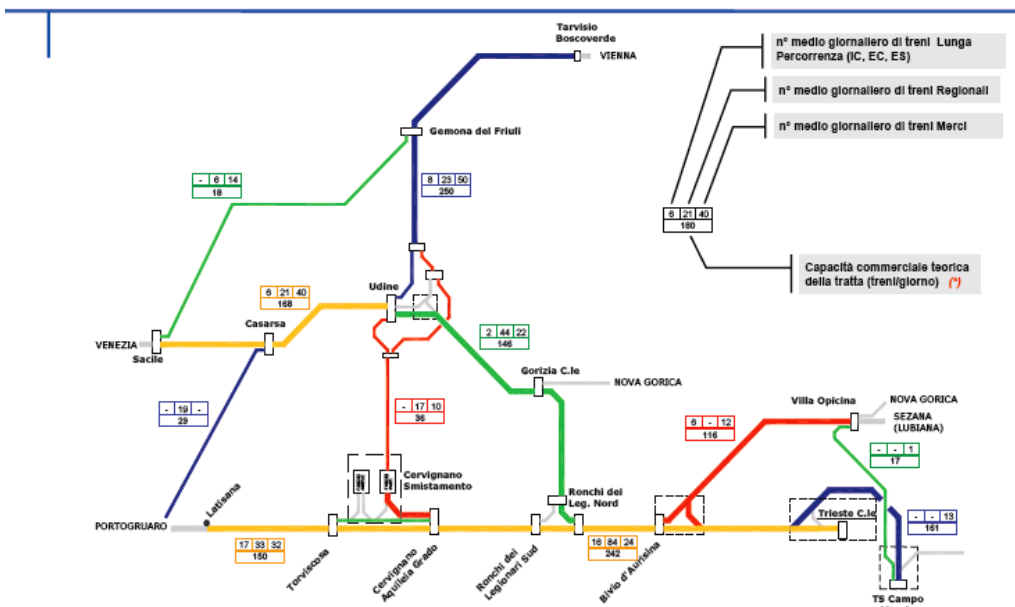 Tarvisio
Boscoverde
VIENNA
n° medio giornaliero di treni Lunga
Percorrenza (IC, EC, ES)
n° medio giornaliero di treni Regionali
n° medio giornaliero di treni Merci
Gemona del Friuli
- 6 14
18
8 23 50
250
6 21 40
180
Capacità commerciale teorica
della tratta (treni/giorno) (*)
Udine
6 21 40
168
Casarsa
VENEZIA
Sacile
2 44 22
146
Gorizia C.le
NOVA GORICA
- 19 -
29
- 17 10
36
6 - 12
116
Villa Opicina
NOVA GORICA
SEZANA
(LUBIANA)
- - 1
17
Cervignano
Smistamento
Ronchi dei
Leg. Nord
Latisana
PORTOGRUARO
Trieste C.le
- - 13
161
17 33 32
150
16 84 24
242
Torviscosa
Cervignano
Aquileia Grado
Ronchi dei
Legionari Sud
Bivio d'Aurisina
TS Campo